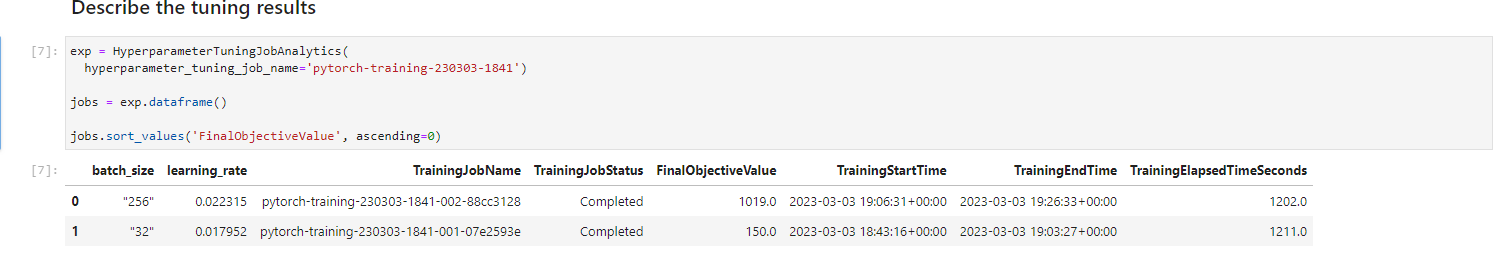 Describe the tuning results
[7]: exp = HyperparameterTuningJobAnalytics(
hyperparameter_tuning_job_name='pytorch-training-230303-1841')
jobs = exp.dataframe()
jobs.sort_values('FinalObjectiveValue', ascending=0)
[7]: batch_size learning_rate TrainingJobName TrainingJobStatus FinalObjectiveValue TrainingStartTime TrainingEndTime TrainingElapsedTimeSeconds
0 "256" 0.022315 pytorch-training-230303-1841-002-88cc3128 Completed 1019.0 2023-03-03 19:06:31+00:00 2023-03-03 19:26:33+00:00 1202.0
1 "32" 0.017952 pytorch-training-230303-1841-001-07e2593e Completed 150.0 2023-03-03 18:43:16+00:00 2023-03-03 19:03:27+00:00 1211.0